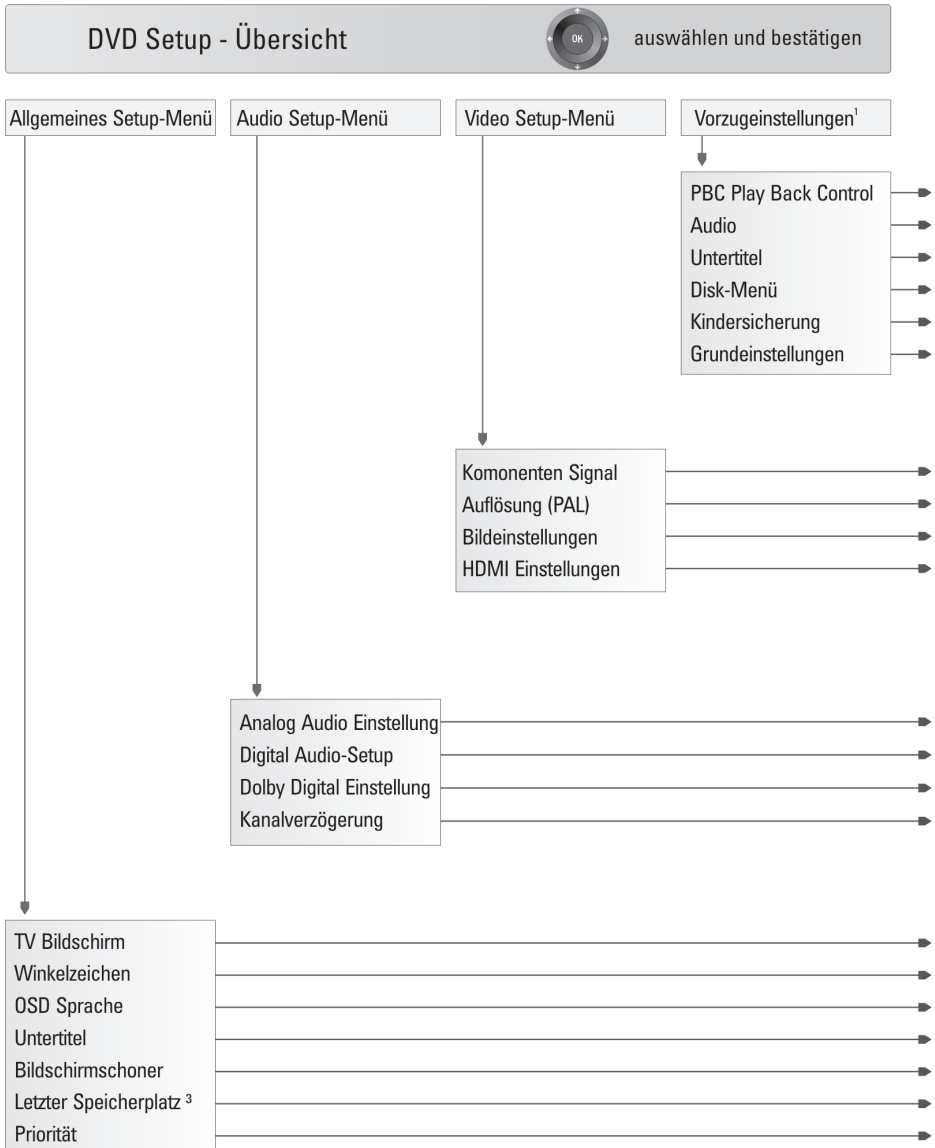 DVD Setup - Übersicht
OK
auswählen und bestätigen
Allgemeines Setup-Menü
Audio Setup-Menü
Video Setup-Menü
Vorzugeinstellungen¹
PBC Play Back Control
Audio
Untertitel
Disk-Menü
Kindersicherung
Grundeinstellungen
Komonenten Signal
Auflösung (PAL)
Bildeinstellungen
HDMI Einstellungen
Analog Audio Einstellung
Digital Audio-Setup
Dolby Digital Einstellung
Kanalverzögerung
TV Bildschirm
Winkelzeichen
OSD Sprache
Untertitel
Bildschirmschoner
Letzter Speicherplatz ³
Priorität